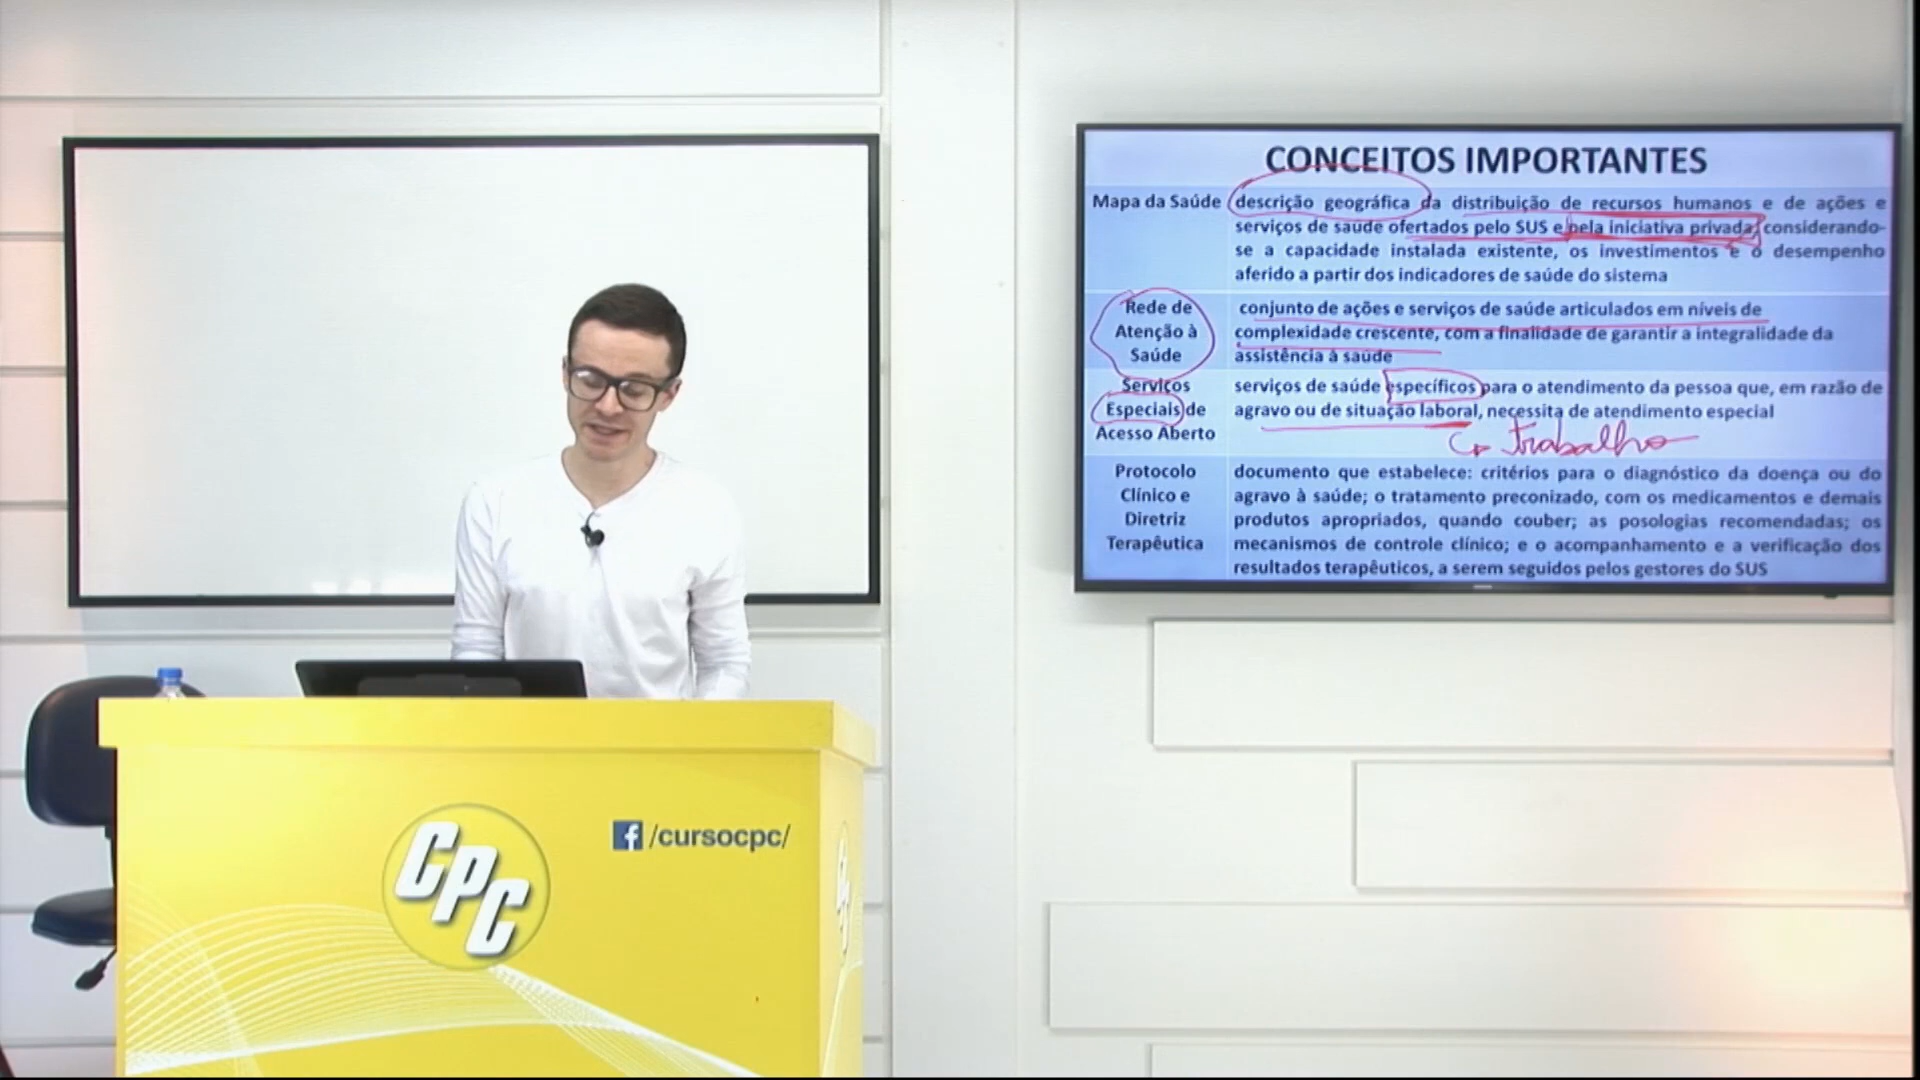 CONCEITOS IMPORTANTES
Mapa da Saúde
descrição geográfica da distribuição de recursos humanos e de ações e
serviços de saúde ofertados pelo SUS e pela iniciativa privada, considerando-
se a capacidade instalada existente, os investimentos e o desempenho
aferido a partir dos indicadores de saúde do sistema
Rede de
Atenção à
Saúde
conjunto de ações e serviços de saúde articulados em níveis de
complexidade crescente, com a finalidade de garantir a integralidade da
assistência à saúde
Serviços
Especiais de
Acesso Aberto
serviços de saúde específicos para o atendimento da pessoa que, em razão de
agravo ou de situação laboral, necessita de atendimento especial
trabalho
Protocolo
Clínico e
Diretriz
Terapêutica
documento que estabelece: critérios para o diagnóstico da doença ou do
agravo à saúde; o tratamento preconizado, com os medicamentos e demais
produtos apropriados, quando couber; as posologias recomendadas; os
mecanismos de controle clínico; e o acompanhamento e a verificação dos
resultados terapêuticos, a serem seguidos pelos gestores do SUS
f /cursocpc/
CPC